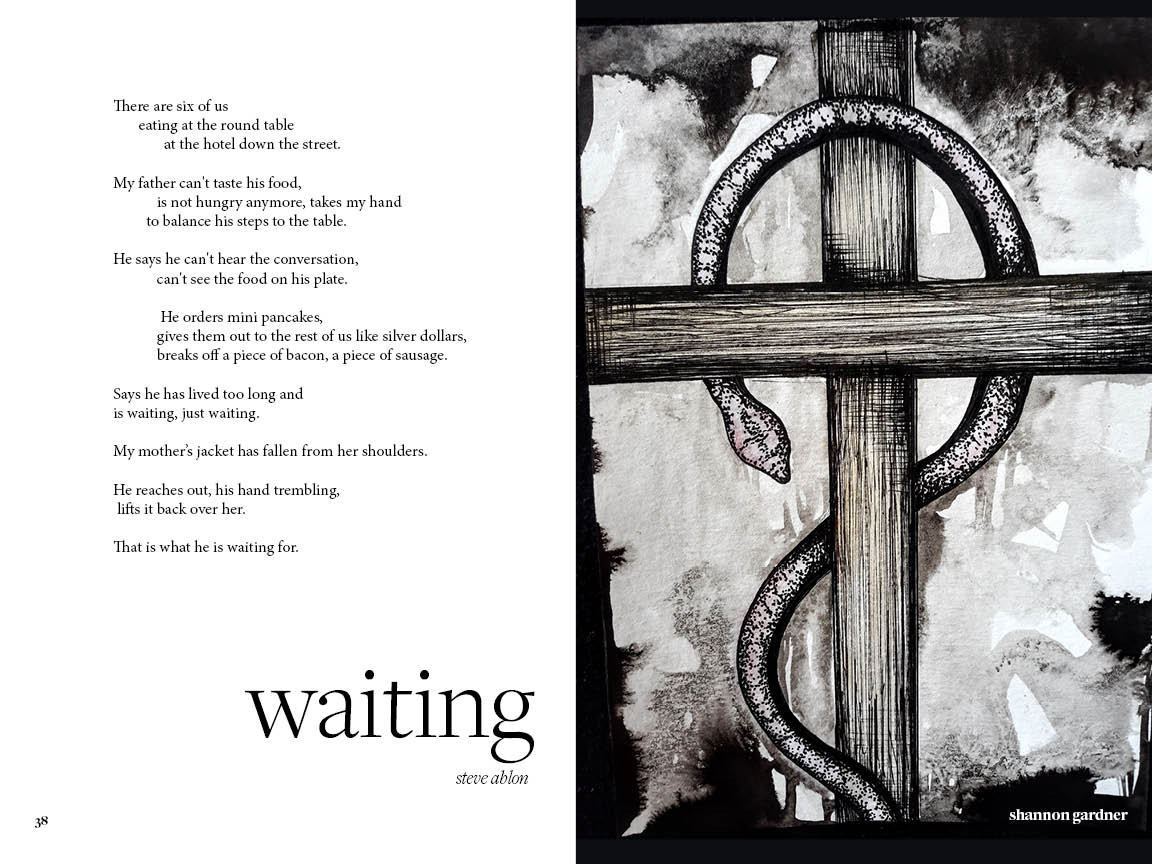 There are six of us
eating at the round table
at the hotel down the street.
My father can't taste his food,
is not hungry anymore, takes my hand
to balance his steps to the table.
He says he can't hear the conversation,
can't see the food on his plate.
He orders mini pancakes,
gives them out to the rest of us like silver dollars,
breaks off a piece of bacon, a piece of sausage.
Says he has lived too long and
is waiting, just waiting.
My mother’s jacket has fallen from her shoulders.
He reaches out, his hand trembling,
lifts it back over her.
That is what he is waiting for.
waiting
steve ablon
38
shannon gardner